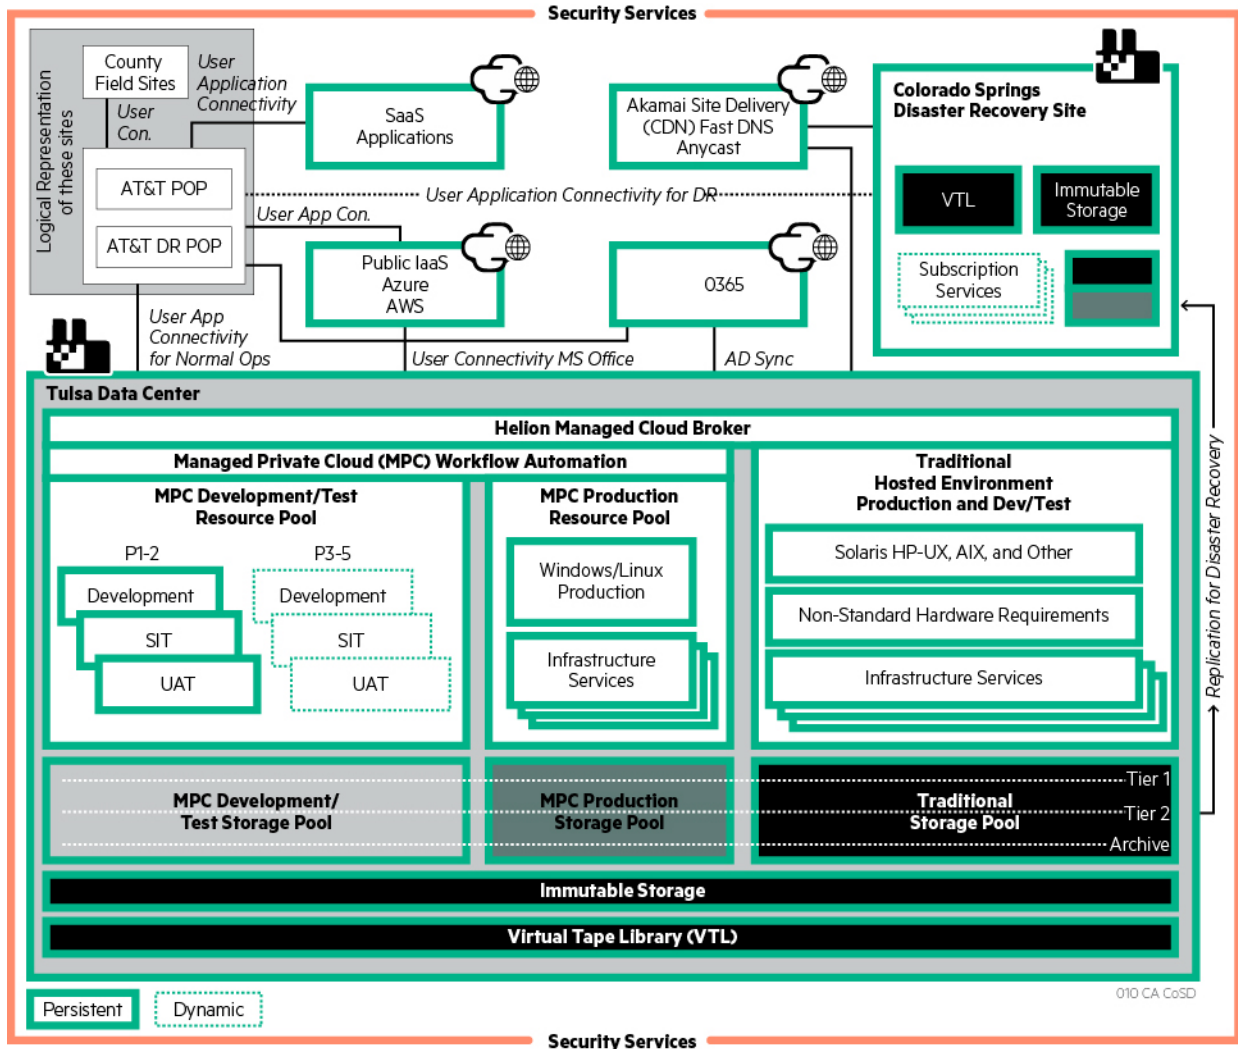 Security Services
County
Field Sites
User
Application
Connectivity
User
Con.
Logical Representation
of these sites
AT&T POP
AT&T DR POP
SaaS
Applications
Akamai Site Delivery
(CDN) Fast DNS
Anycast
Colorado Springs
Disaster Recovery Site
VTL
Immutable
Storage
Subscription
Services
User Application Connectivity for DR
User App Con.
Public IaaS
Azure
AWS
0365
User App
Connectivity
for Normal Ops
User Connectivity MS Office
AD Sync
Replication for Disaster Recovery
Tulsa Data Center
Helion Managed Cloud Broker
Managed Private Cloud (MPC) Workflow Automation
MPC Development/Test
Resource Pool
P1-2
Development
SIT
UAT
P3-5
Development
SIT
UAT
MPC Production
Resource Pool
Windows/Linux
Production
Infrastructure
Services
Traditional
Hosted Environment
Production and Dev/Test
Solaris HP-UX, AIX, and Other
Non-Standard Hardware Requirements
Infrastructure Services
MPC Development/
Test Storage Pool
MPC Production
Storage Pool
Traditional
Storage Pool
Tier 1
Tier 2
Archive
Immutable Storage
Virtual Tape Library (VTL)
010 CA CoSD
Persistent
Dynamic
Security Services